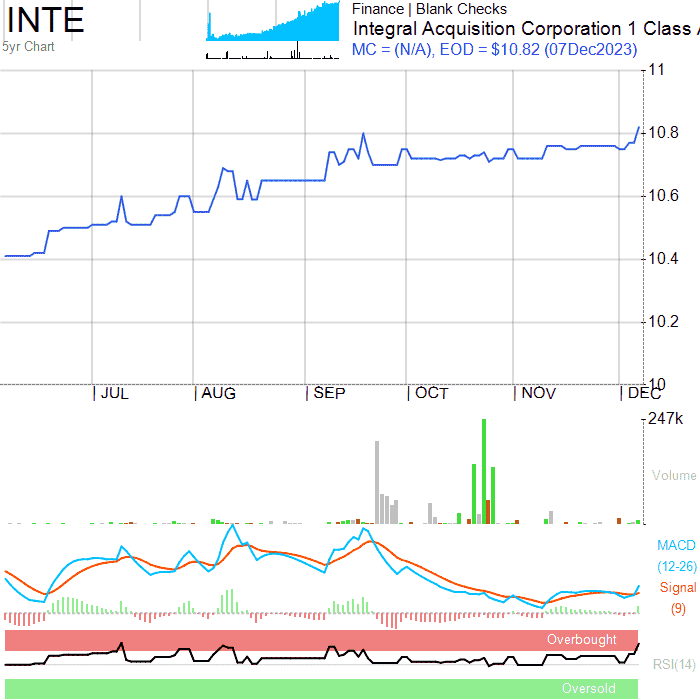 INTE
5yr Chart
Finance | Blank Checks
Integral Acquisition Corporation 1 Class
MC = (N/A), EOD = $10.82 (07Dec2023)
11
10.8
10.6
10.4
10.2
10
JUL
AUG
SEP
OCT
NOV
DEC
247k
Volume
MACD
(12-26)
Signal
(9)
Overbought
RSI(14)
Oversold